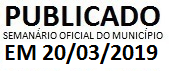 PUBLICADO
SEMANÁRIO OFICIAL DO MUNICÍPIO
EM 20/03/2019